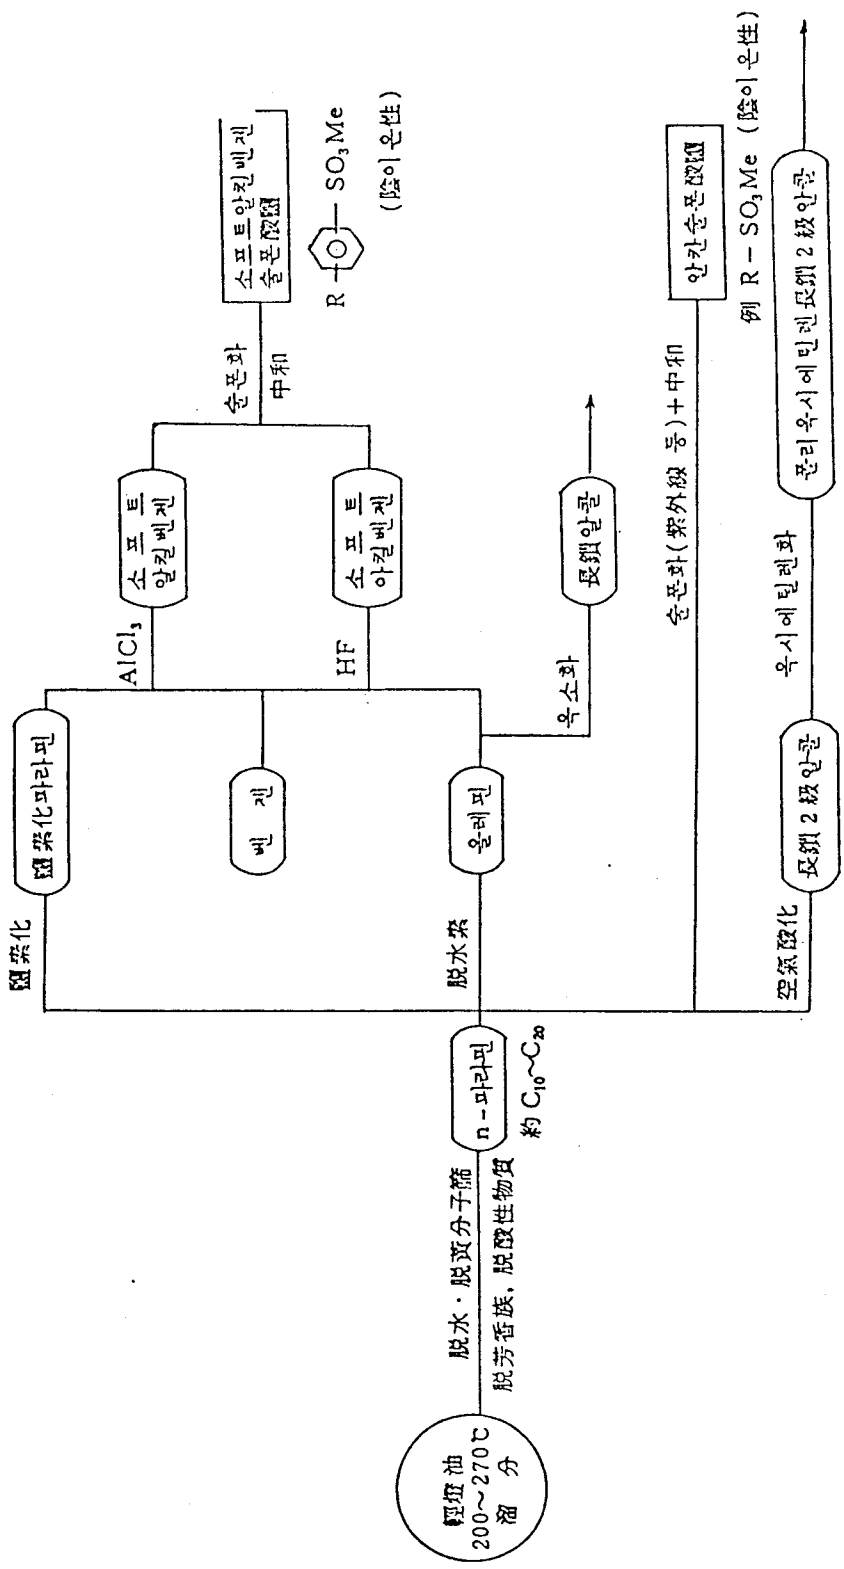 輕燈油
200~270℃
溜 分
脱水·脱黃分子篩
脱芳香族, 脱酸性物質
n-파라핀
約 C₁₀~C₂₀
鹽素化
鹽素化파라핀
벤 젠
脱水素
올레핀
AlCl₃
HF
소 프 트
알킬벤젠
소 프 트
아킬벤젠
술폰화
中和
소프트알킬벤젠
술폰酸鹽
R
SO₃Me
(陰이온性)
옥소화
長鎖알콜
술폰화(紫外線 등)+中和
알칸술폰酸鹽
例 R-SO₃Me (陰이온性)
空氣酸化
長鎖2級알콜
옥시에틸렌화
폴리옥시에틸렌長鎖2級알콜